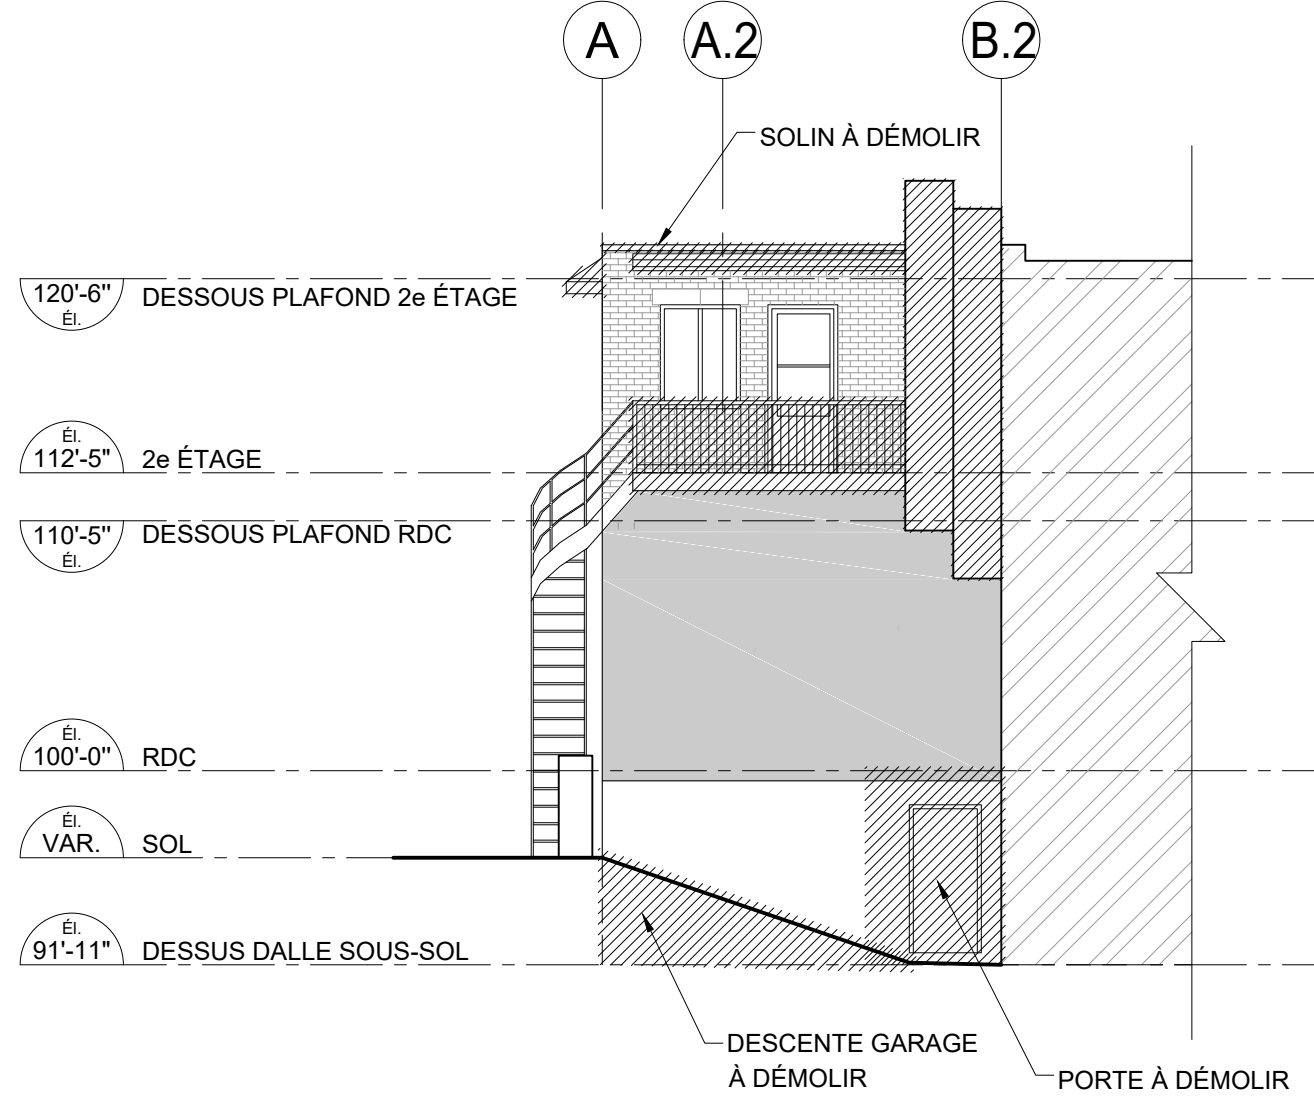 A
A.2
B.2
SOLIN À DÉMOLIR
120'-6"
Él.
DESSOUS PLAFOND 2e ÉTAGE
Él.
112'-5"
2e ÉTAGE
110'-5"
Él.
DESSOUS PLAFOND RDC
Él.
100'-0"
RDC
Él.
VAR.
SOL
Él.
91'-11"
DESSUS DALLE SOUS-SOL
DESCENTE GARAGE
À DÉMOLIR
PORTE À DÉMOLIR